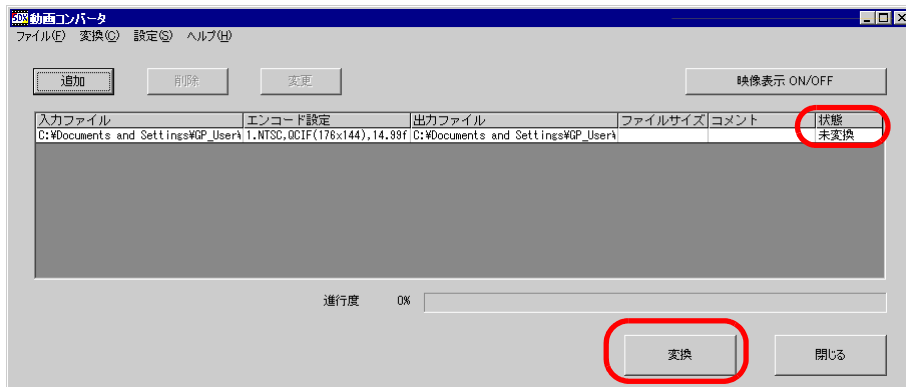 SDX動画コンバータ
ファイル(F) 変換(C) 設定(S) ヘルプ(H)
追加 削除 変更 映像表示 ON/OFF
入力ファイル エンコード設定 出力ファイル ファイルサイズ コメント 状態
C:¥Documents and Settings¥GP_User¥ 1.NTSC,QCIF(176x144),14.99f C:¥Documents and Settings¥GP_User¥ 未変換
進行度 0%
変換 閉じる